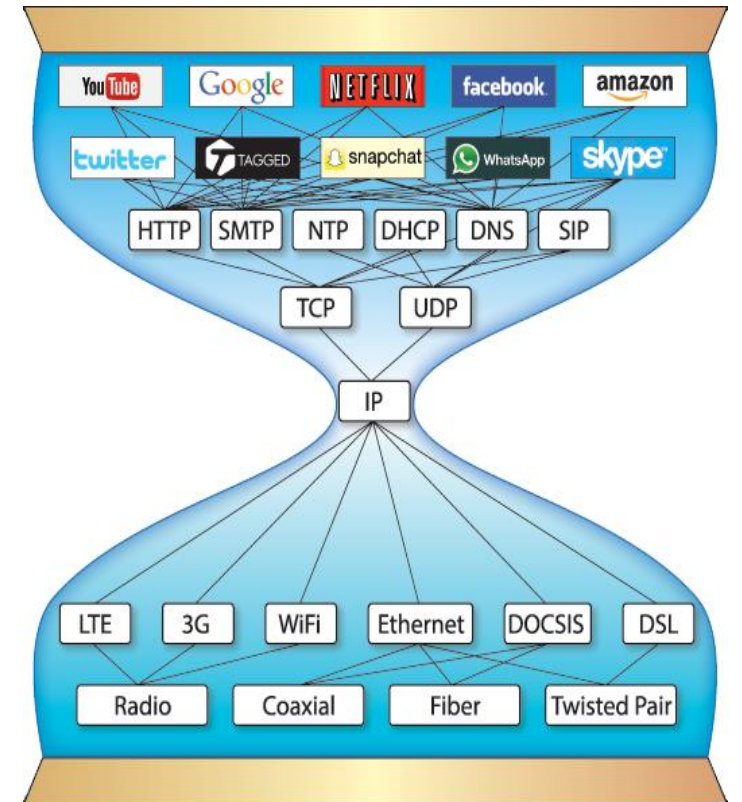 YouTube Google NETFLIX facebook amazon
twitter TAGGED snapchat WhatsApp skype™
HTTP SMTP NTP DHCP DNS SIP
TCP UDP
IP
LTE 3G WiFi Ethernet DOCSIS DSL
Radio Coaxial Fiber Twisted Pair